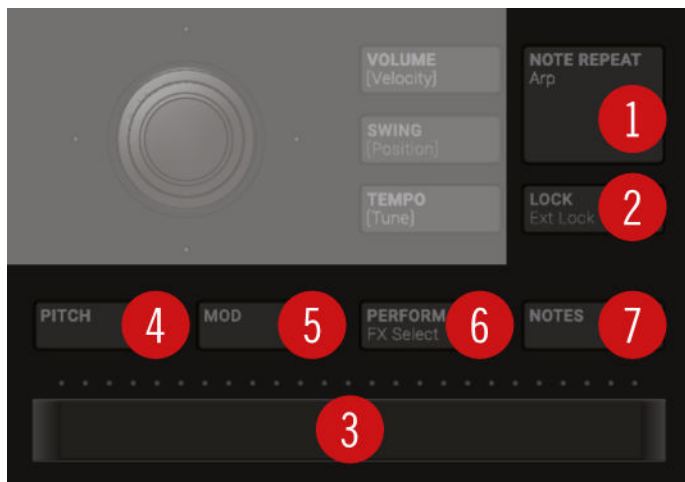 VOLUME
[Velocity]
NOTE REPEAT
Arp
1
SWING
[Position]
TEMPO
[Tune]
LOCK
Ext Lock
2
PITCH
4
MOD
5
PERFORM
FX Select
6
NOTES
7
3